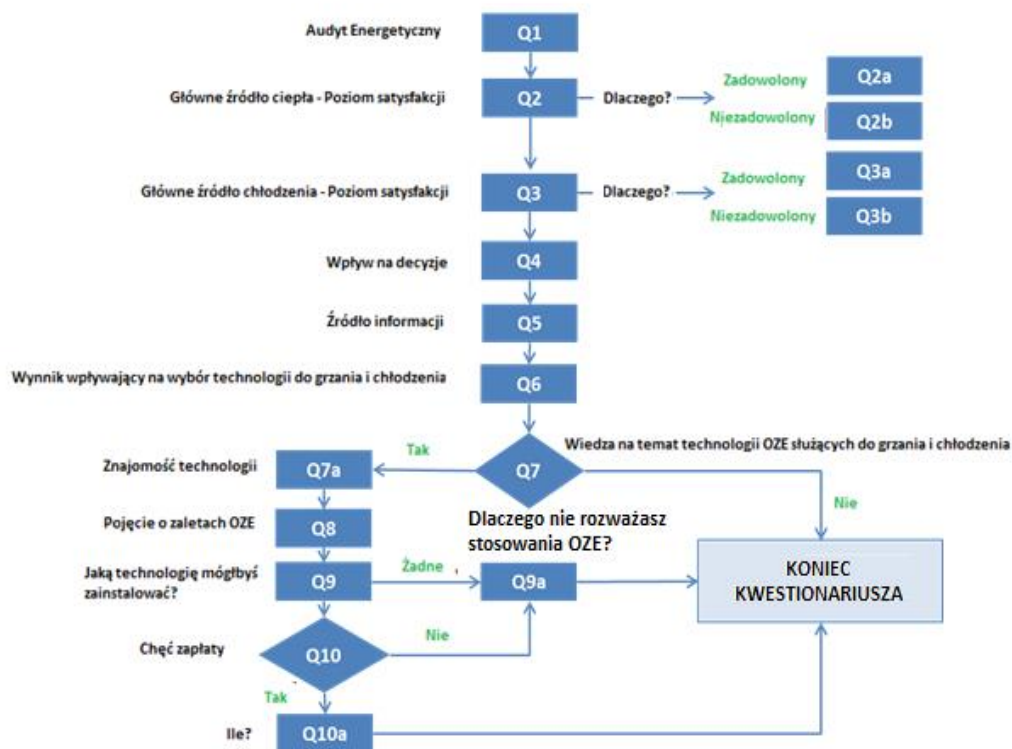 Audyt Energetyczny
Q1
Główne źródło ciepła - Poziom satysfakcji
Q2
Dlaczego?
Zadowolony
Q2a
Niezadowolony
Q2b
Główne źródło chłodzenia - Poziom satysfakcji
Q3
Dlaczego?
Zadowolony
Q3a
Niezadowolony
Q3b
Wpływ na decyzje
Q4
Źródło informacji
Q5
Wynnik wpływający na wybór technologii do grzania i chłodzenia
Q6
Wiedza na temat technologii OZE służących do grzania i chłodzenia
Q7
Tak
Nie
Znajomość technologii
Q7a
Pojęcie o zaletach OZE
Q8
Dlaczego nie rozważasz
stosowania OZE?
Jaką technologię mógłbyś
zainstalować?
Q9
Żadne
Q9a
KONIEC
KWESTIONARIUSZA
Chęć zapłaty
Q10
Nie
Tak
Ile?
Q10a